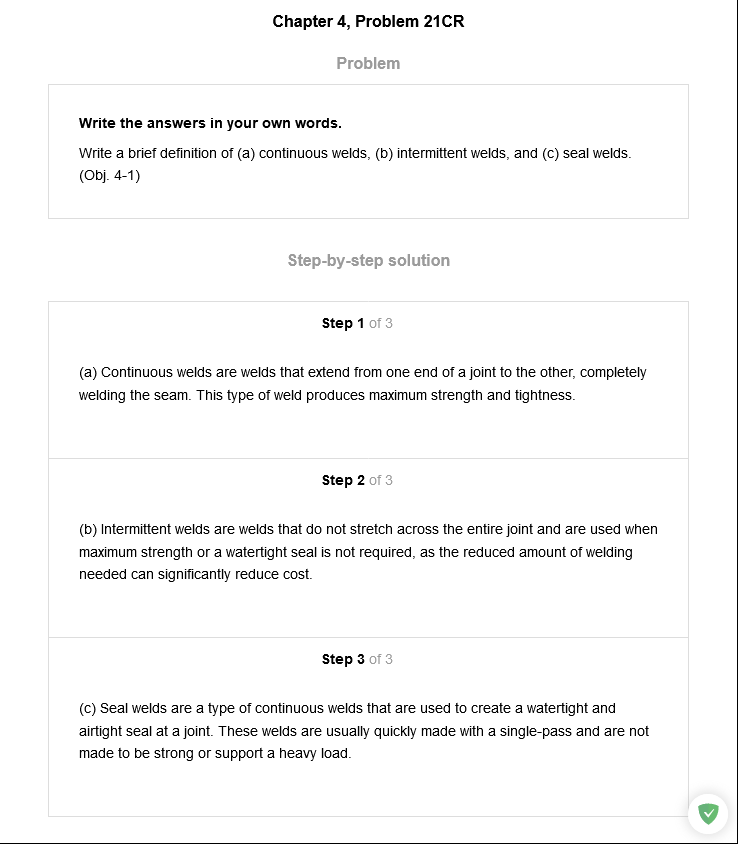 Chapter 4, Problem 21CR
Problem
Write the answers in your own words.
Write a brief definition of (a) continuous welds, (b) intermittent welds, and (c) seal welds.
(Obj. 4-1)
Step-by-step solution
Step 1 of 3
(a) Continuous welds are welds that extend from one end of a joint to the other, completely
welding the seam. This type of weld produces maximum strength and tightness.
Step 2 of 3
(b) Intermittent welds are welds that do not stretch across the entire joint and are used when
maximum strength or a watertight seal is not required, as the reduced amount of welding
needed can significantly reduce cost.
Step 3 of 3
(c) Seal welds are a type of continuous welds that are used to create a watertight and
airtight seal at a joint. These welds are usually quickly made with a single-pass and are not
made to be strong or support a heavy load.